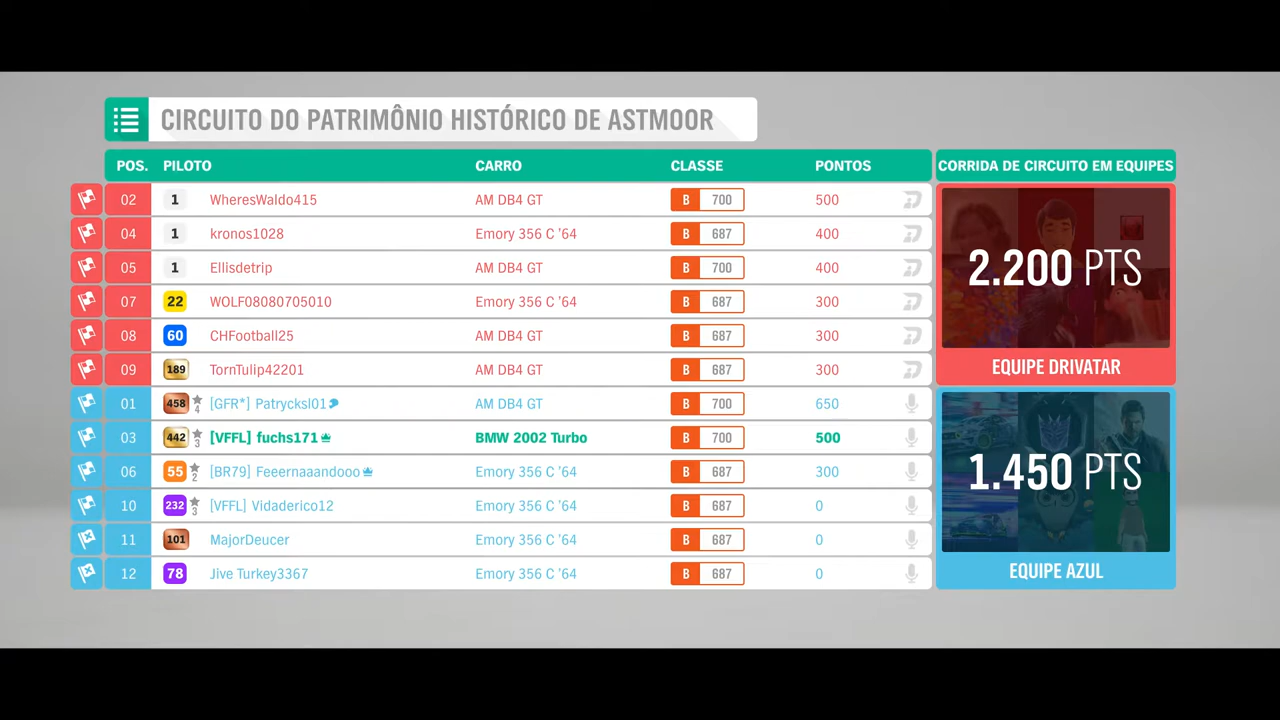 CIRCUITO DO PATRIMÔNIO HISTÓRICO DE ASTMOOR
POS. PILOTO CARRO CLASSE PONTOS CORRIDA DE CIRCUITO EM EQUIPES
02 1 WheresWaldo415 AM DB4 GT B 700 500
04 1 kronos1028 Emory 356 C '64 B 687 400
05 1 Ellisdetrip AM DB4 GT B 700 400
07 22 WOLF08080705010 Emory 356 C '64 B 687 300
08 60 CHFootball25 AM DB4 GT B 687 300
09 189 TornTulip42201 AM DB4 GT B 687 300
2.200 PTS
EQUIPE DRIVATAR
01 458 4 [GFR*] Patrycksl01 AM DB4 GT B 700 650
03 442 3 [VFFL] fuchs171 BMW 2002 Turbo B 700 500
06 55 2 [BR79] Feeernaaandooo Emory 356 C '64 B 687 300
10 232 3 [VFFL] Vidaderico12 Emory 356 C '64 B 687 0
11 101 MajorDeucer Emory 356 C '64 B 687 0
12 78 Jive Turkey3367 Emory 356 C '64 B 687 0
1.450 PTS
EQUIPE AZUL